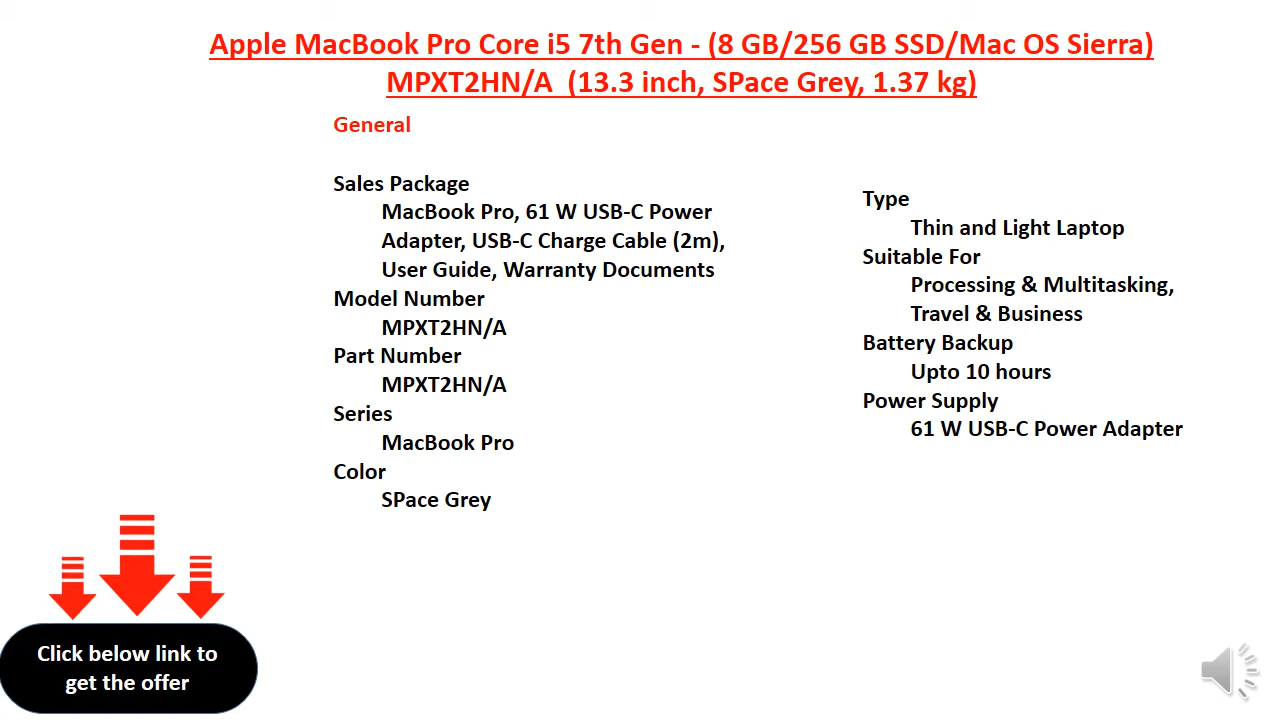 Apple MacBook Pro Core i5 7th Gen - (8 GB/256 GB SSD/Mac OS Sierra)
MPXT2HN/A  (13.3 inch, SPace Grey, 1.37 kg)
General
Sales Package
MacBook Pro, 61 W USB-C Power
Adapter, USB-C Charge Cable (2m),
User Guide, Warranty Documents
Model Number
MPXT2HN/A
Part Number
MPXT2HN/A
Series
MacBook Pro
Color
SPace Grey
Type
Thin and Light Laptop
Suitable For
Processing & Multitasking,
Travel & Business
Battery Backup
Upto 10 hours
Power Supply
61 W USB-C Power Adapter
Click below link to
get the offer